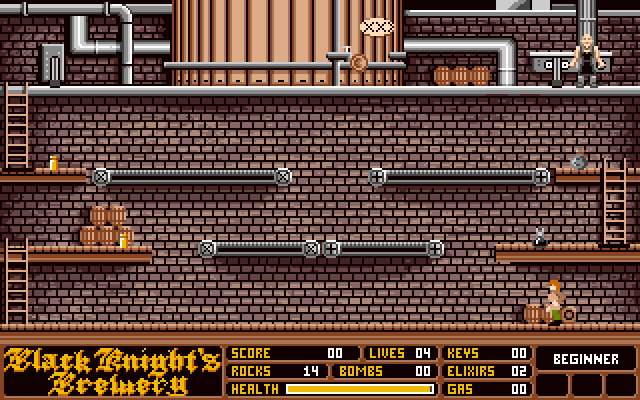 XXX
Black Knight's
Brewery
SCORE 00 LIVES 04 KEYS 00
ROCKS 14 BOMBS 00 ELIXIRS 02
HEALTH GAS 00
BEGINNER